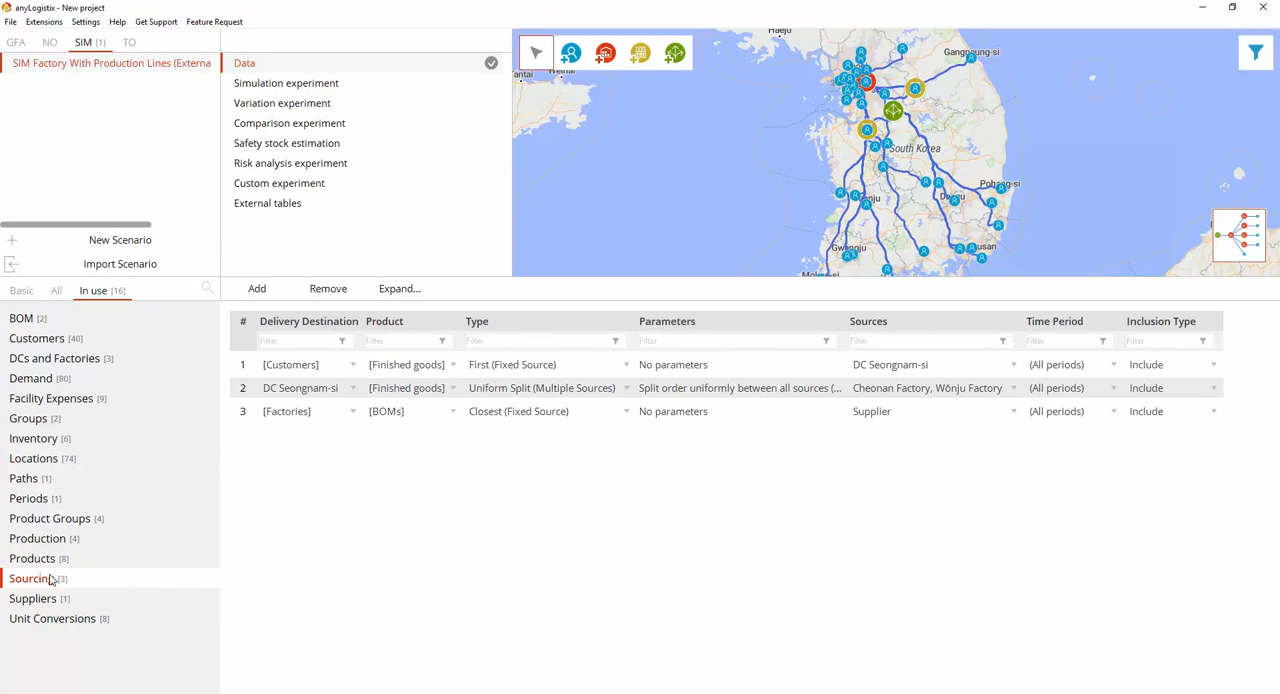 anyLogistix - New project
File Extensions Settings Help Get Support Feature Request
GFA NO SIM [1] TO
SIM Factory With Production Lines (Externa
Data
Simulation experiment
Variation experiment
Comparison experiment
Safety stock estimation
Risk analysis experiment
Custom experiment
External tables
New Scenario
Import Scenario
Haeju
Gangneung-si
South Korea
Pohang-si
Gwangju
Basic All In use [16]
Add Remove Expand...
BOM [2]
Customers [40]
DCs and Factories [3]
Demand [80]
Facility Expenses [9]
Groups [2]
Inventory [6]
Locations [74]
Paths [1]
Periods [1]
Product Groups [4]
Production [4]
Products [8]
Sourcin [3]
Suppliers [1]
Unit Conversions [8]
# Delivery Destination Product Type Parameters Sources Time Period Inclusion Type
Filter Filter Filter Filter Filter Filter Filter
1 [Customers] [Finished goods] First (Fixed Source) No parameters DC Seongnam-si (All periods) Include
2 DC Seongnam-si [Finished goods] Uniform Split (Multiple Sources) Split order uniformly between all sources (... Cheonan Factory, Wŏnju Factory (All periods) Include
3 [Factories] [BOMs] Closest (Fixed Source) No parameters Supplier (All periods) Include